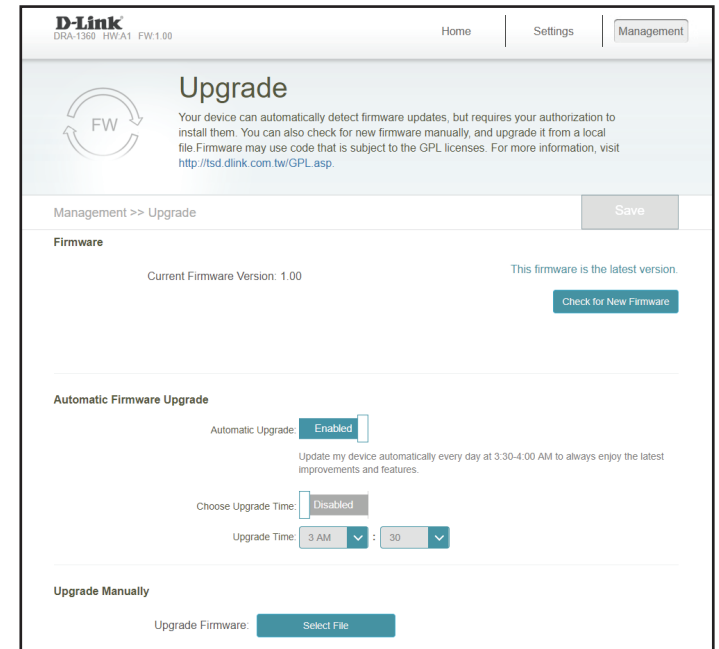 D-Link
DRA-1360 HW:A1 FW:1.00
Home Settings Management
Upgrade
FW
Your device can automatically detect firmware updates, but requires your authorization to
install them. You can also check for new firmware manually, and upgrade it from a local
file.Firmware may use code that is subject to the GPL licenses. For more information, visit
http://tsd.dlink.com.tw/GPL.asp.
Management >> Upgrade
Save
Firmware
Current Firmware Version: 1.00
This firmware is the latest version.
Check for New Firmware
Automatic Firmware Upgrade
Automatic Upgrade: Enabled
Update my device automatically every day at 3:30-4:00 AM to always enjoy the latest
improvements and features.
Choose Upgrade Time: Disabled
Upgrade Time: 3 AM : 30
Upgrade Manually
Upgrade Firmware: Select File